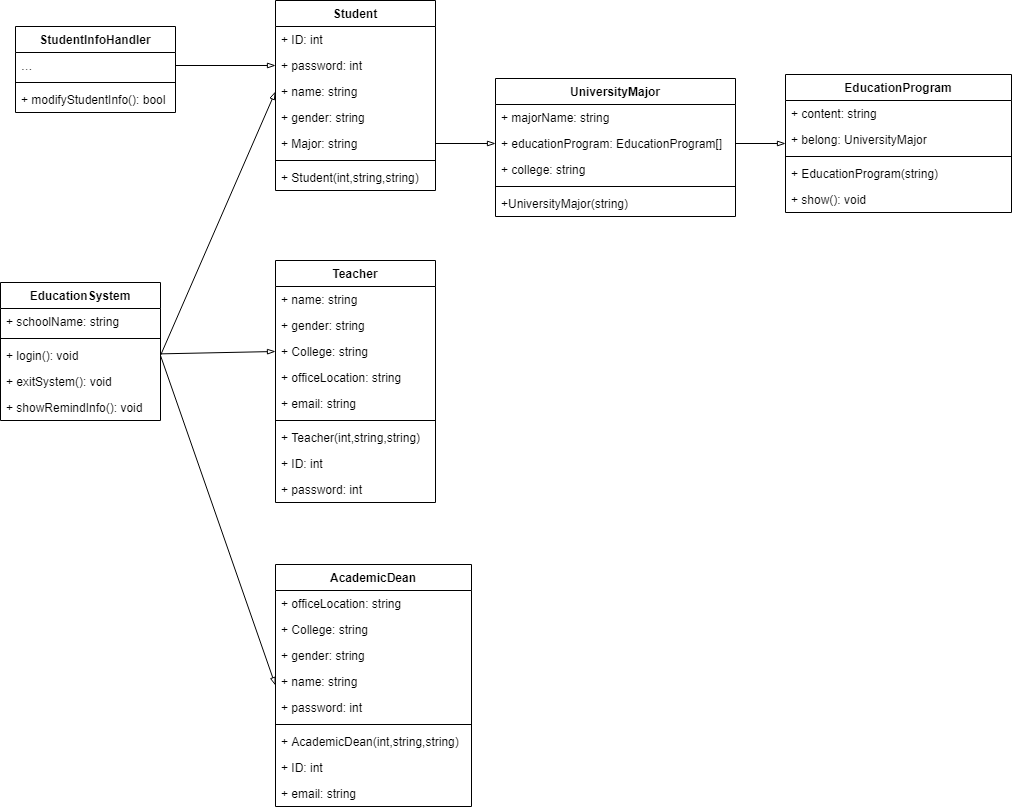 StudentInfoHandler
...
+ modifyStudentInfo(): bool
Student
+ ID: int
+ password: int
+ name: string
+ gender: string
+ Major: string
+ Student(int,string,string)
UniversityMajor
+ majorName: string
+ educationProgram: EducationProgram[]
+ college: string
+UniversityMajor(string)
EducationProgram
+ content: string
+ belong: UniversityMajor
+ EducationProgram(string)
+ show(): void
EducationSystem
+ schoolName: string
+ login(): void
+ exitSystem(): void
+ showRemindInfo(): void
Teacher
+ name: string
+ gender: string
+ College: string
+ officeLocation: string
+ email: string
+ Teacher(int,string,string)
+ ID: int
+ password: int
AcademicDean
+ officeLocation: string
+ College: string
+ gender: string
+ name: string
+ password: int
+ AcademicDean(int,string,string)
+ ID: int
+ email: string